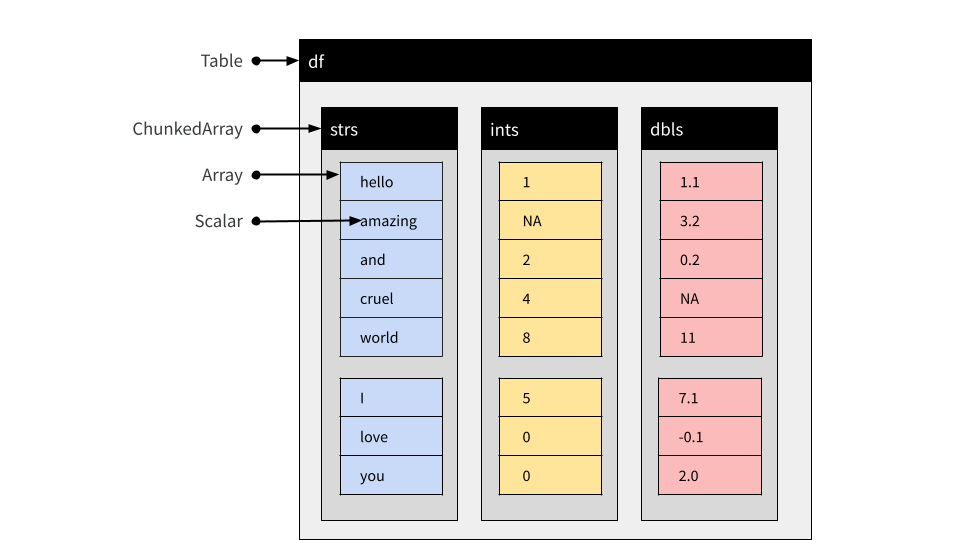 Table df
ChunkedArray strs ints dbls
Array hello 1 1.1
Scalar amazing NA 3.2
and 2 0.2
cruel 4 NA
world 8 11
I 5 7.1
love 0 -0.1
you 0 2.0